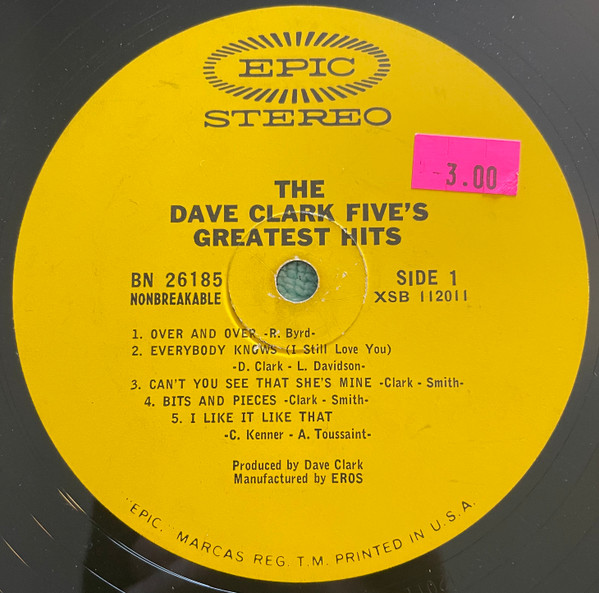 EPIC
STEREO
3.00
THE
DAVE CLARK FIVE'S
GREATEST HITS
BN 26185
NONBREAKABLE
SIDE 1
XSB 112011
1. OVER AND OVER -R. Byrd-
2. EVERYBODY KNOWS (I Still Love You)
-D. Clark - L. Davidson-
3. CAN'T YOU SEE THAT SHE'S MINE -Clark - Smith-
4. BITS AND PIECES -Clark - Smith-
5. I LIKE IT LIKE THAT
-C. Kenner - A. Toussaint-
Produced by Dave Clark
Manufactured by EROS
"EPIC," MARCAS REG. T.M. PRINTED IN U.S.A.